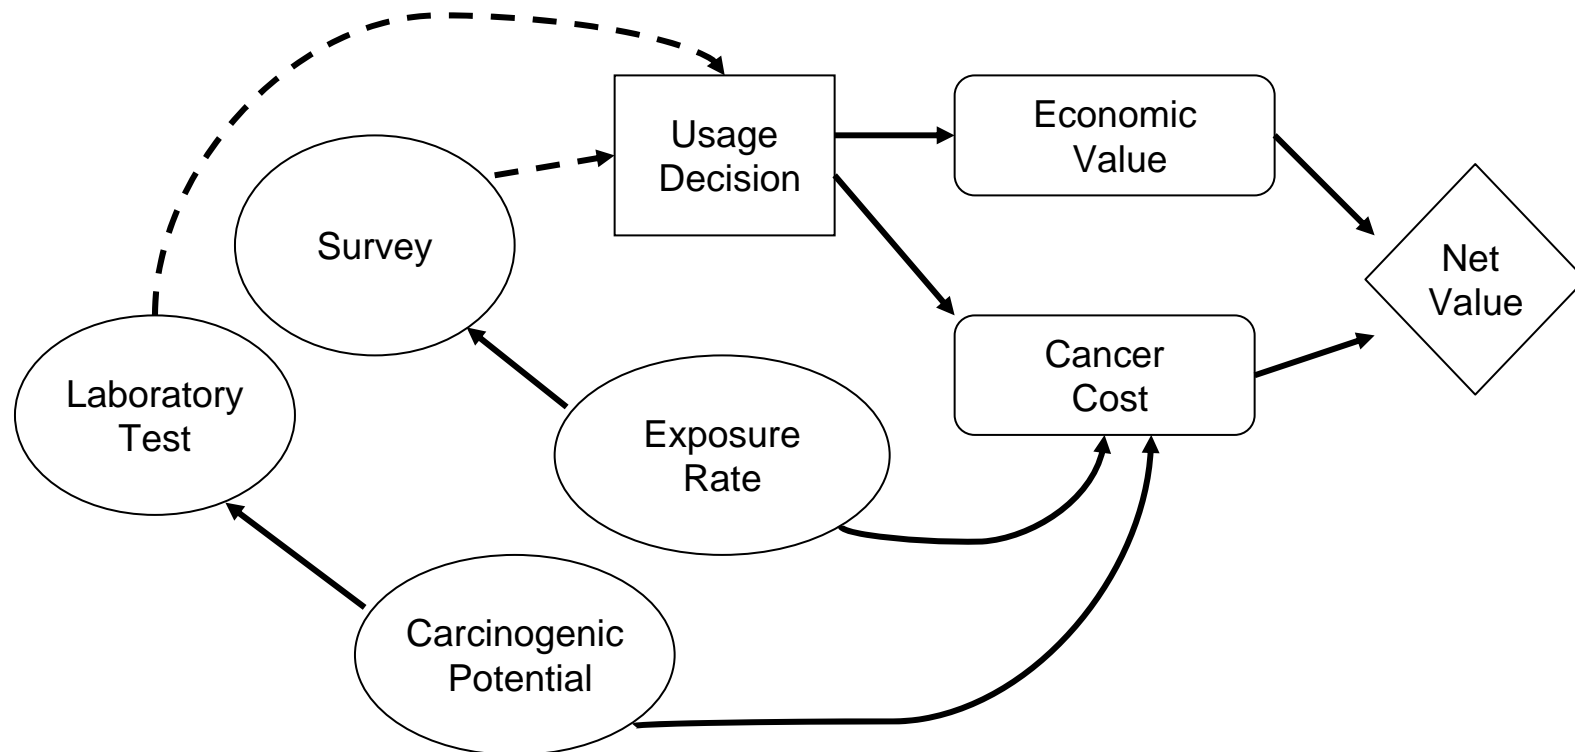 Usage
Decision
Economic
Value
Survey
Net
Value
Laboratory
Test
Cancer
Cost
Exposure
Rate
Carcinogenic
Potential